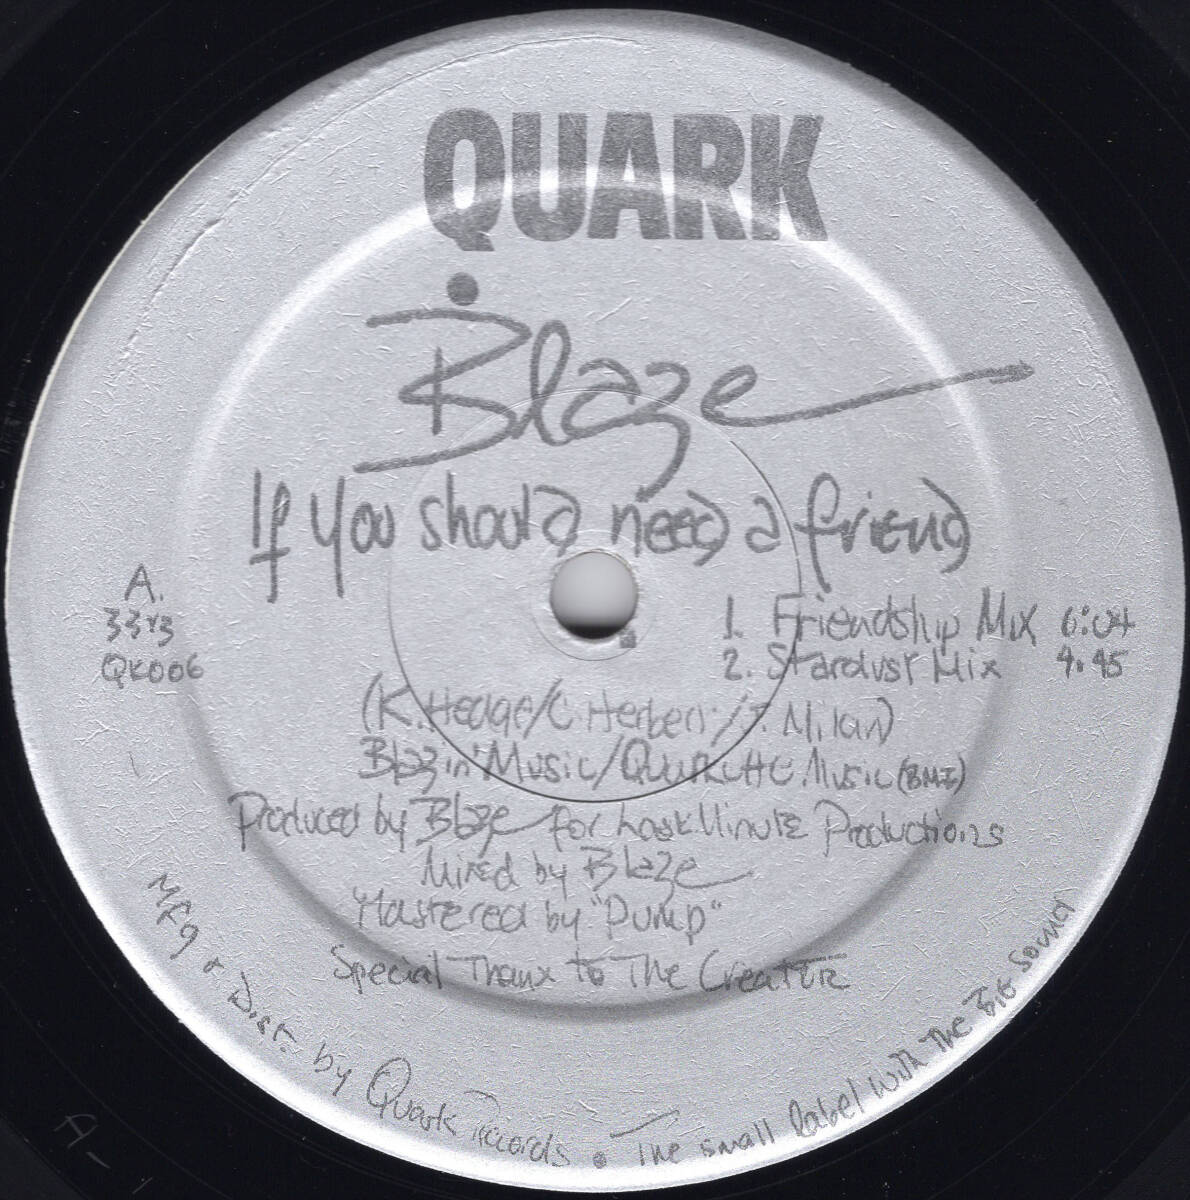 QUARK
Blaze
If you should need a friend
A.
33 1/3
QK006
1. Friendship Mix 6:04
2. Stardust Mix 4.45
(K. Hedge/C. Herbert/J. Milan)
Blazin' Music/Quarkette Music (BMI)
Produced by Blaze for Last Minute Productions
Mixed by Blaze
Mastered by "Pump"
Special Thanx to The Creator
Mfg & Dist. by Quark Records • The small label with the Big Sound
A-